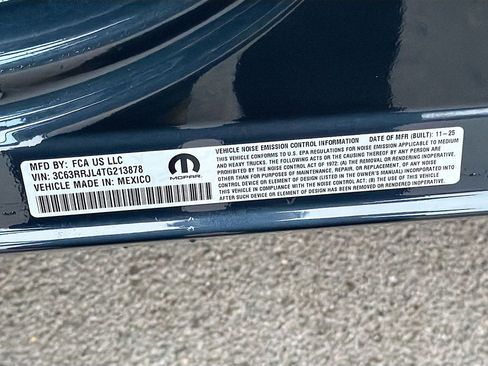 MFD BY: FCA US LLC
VIN: 3C63RRJL4TG213878
VEHICLE MADE IN: MEXICO
MOPAR
VEHICLE NOISE EMISSION CONTROL INFORMATION DATE OF MFR (BUILT): 11-25
THIS VEHICLE CONFORMS TO U.S. EPA REGULATIONS FOR NOISE EMISSION APPLICABLE TO MEDIUM
AND HEAVY TRUCKS. THE FOLLOWING ACTS OR THE CAUSING THEREOF BY ANY PERSON
ARE PROHIBITED BY THE NOISE CONTROL ACT OF 1972: (A) THE REMOVAL OR RENDERING
INOPERATIVE, OTHER THAN FOR PURPOSES OF MAINTENANCE, REPAIR, OR REPLACEMENT, OF ANY NOISE
CONTROL DEVICE OR ELEMENT OF DESIGN (LISTED IN THE OWNER'S MANUAL) INCORPORATED INTO
THIS VEHICLE IN COMPLIANCE WITH THE NOISE CONTROL ACT; (B) THE USE OF THIS VEHICLE AFTER
SUCH DEVICE OR ELEMENT OF DESIGN HAS BEEN REMOVED OR RENDERED INOPERATIVE.